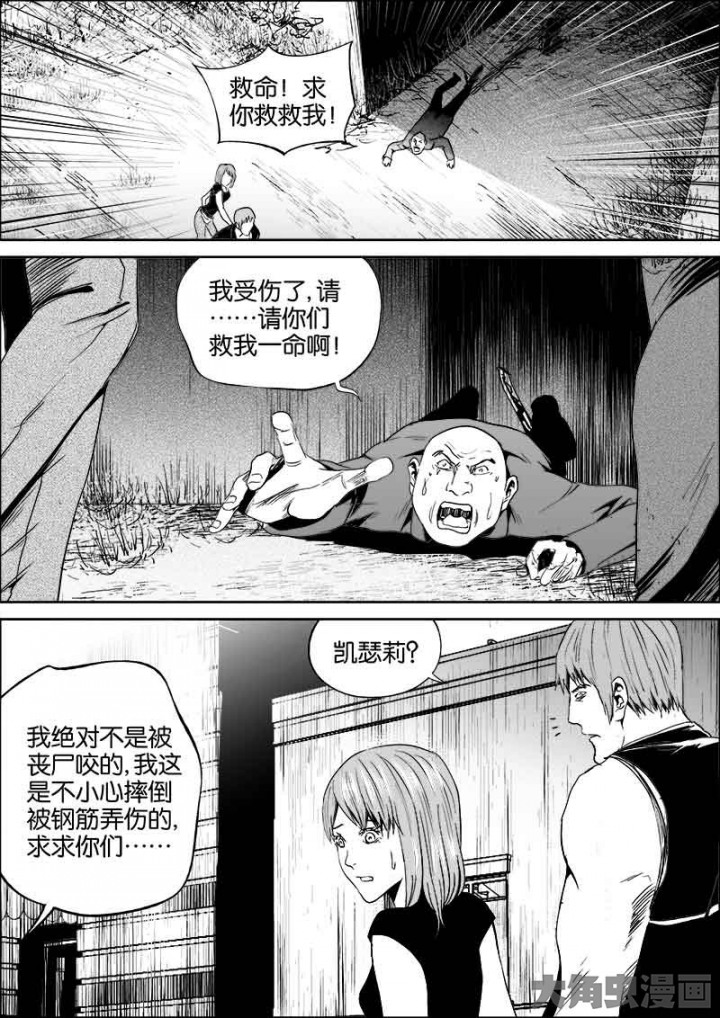 救命！求
你救救我！
我受伤了，请
……请你们
救我一命啊！
凯瑟莉？
我绝对不是被
丧尸咬的，我这
是不小心摔倒
被钢筋弄伤的，
求求你们……
大角虫漫画